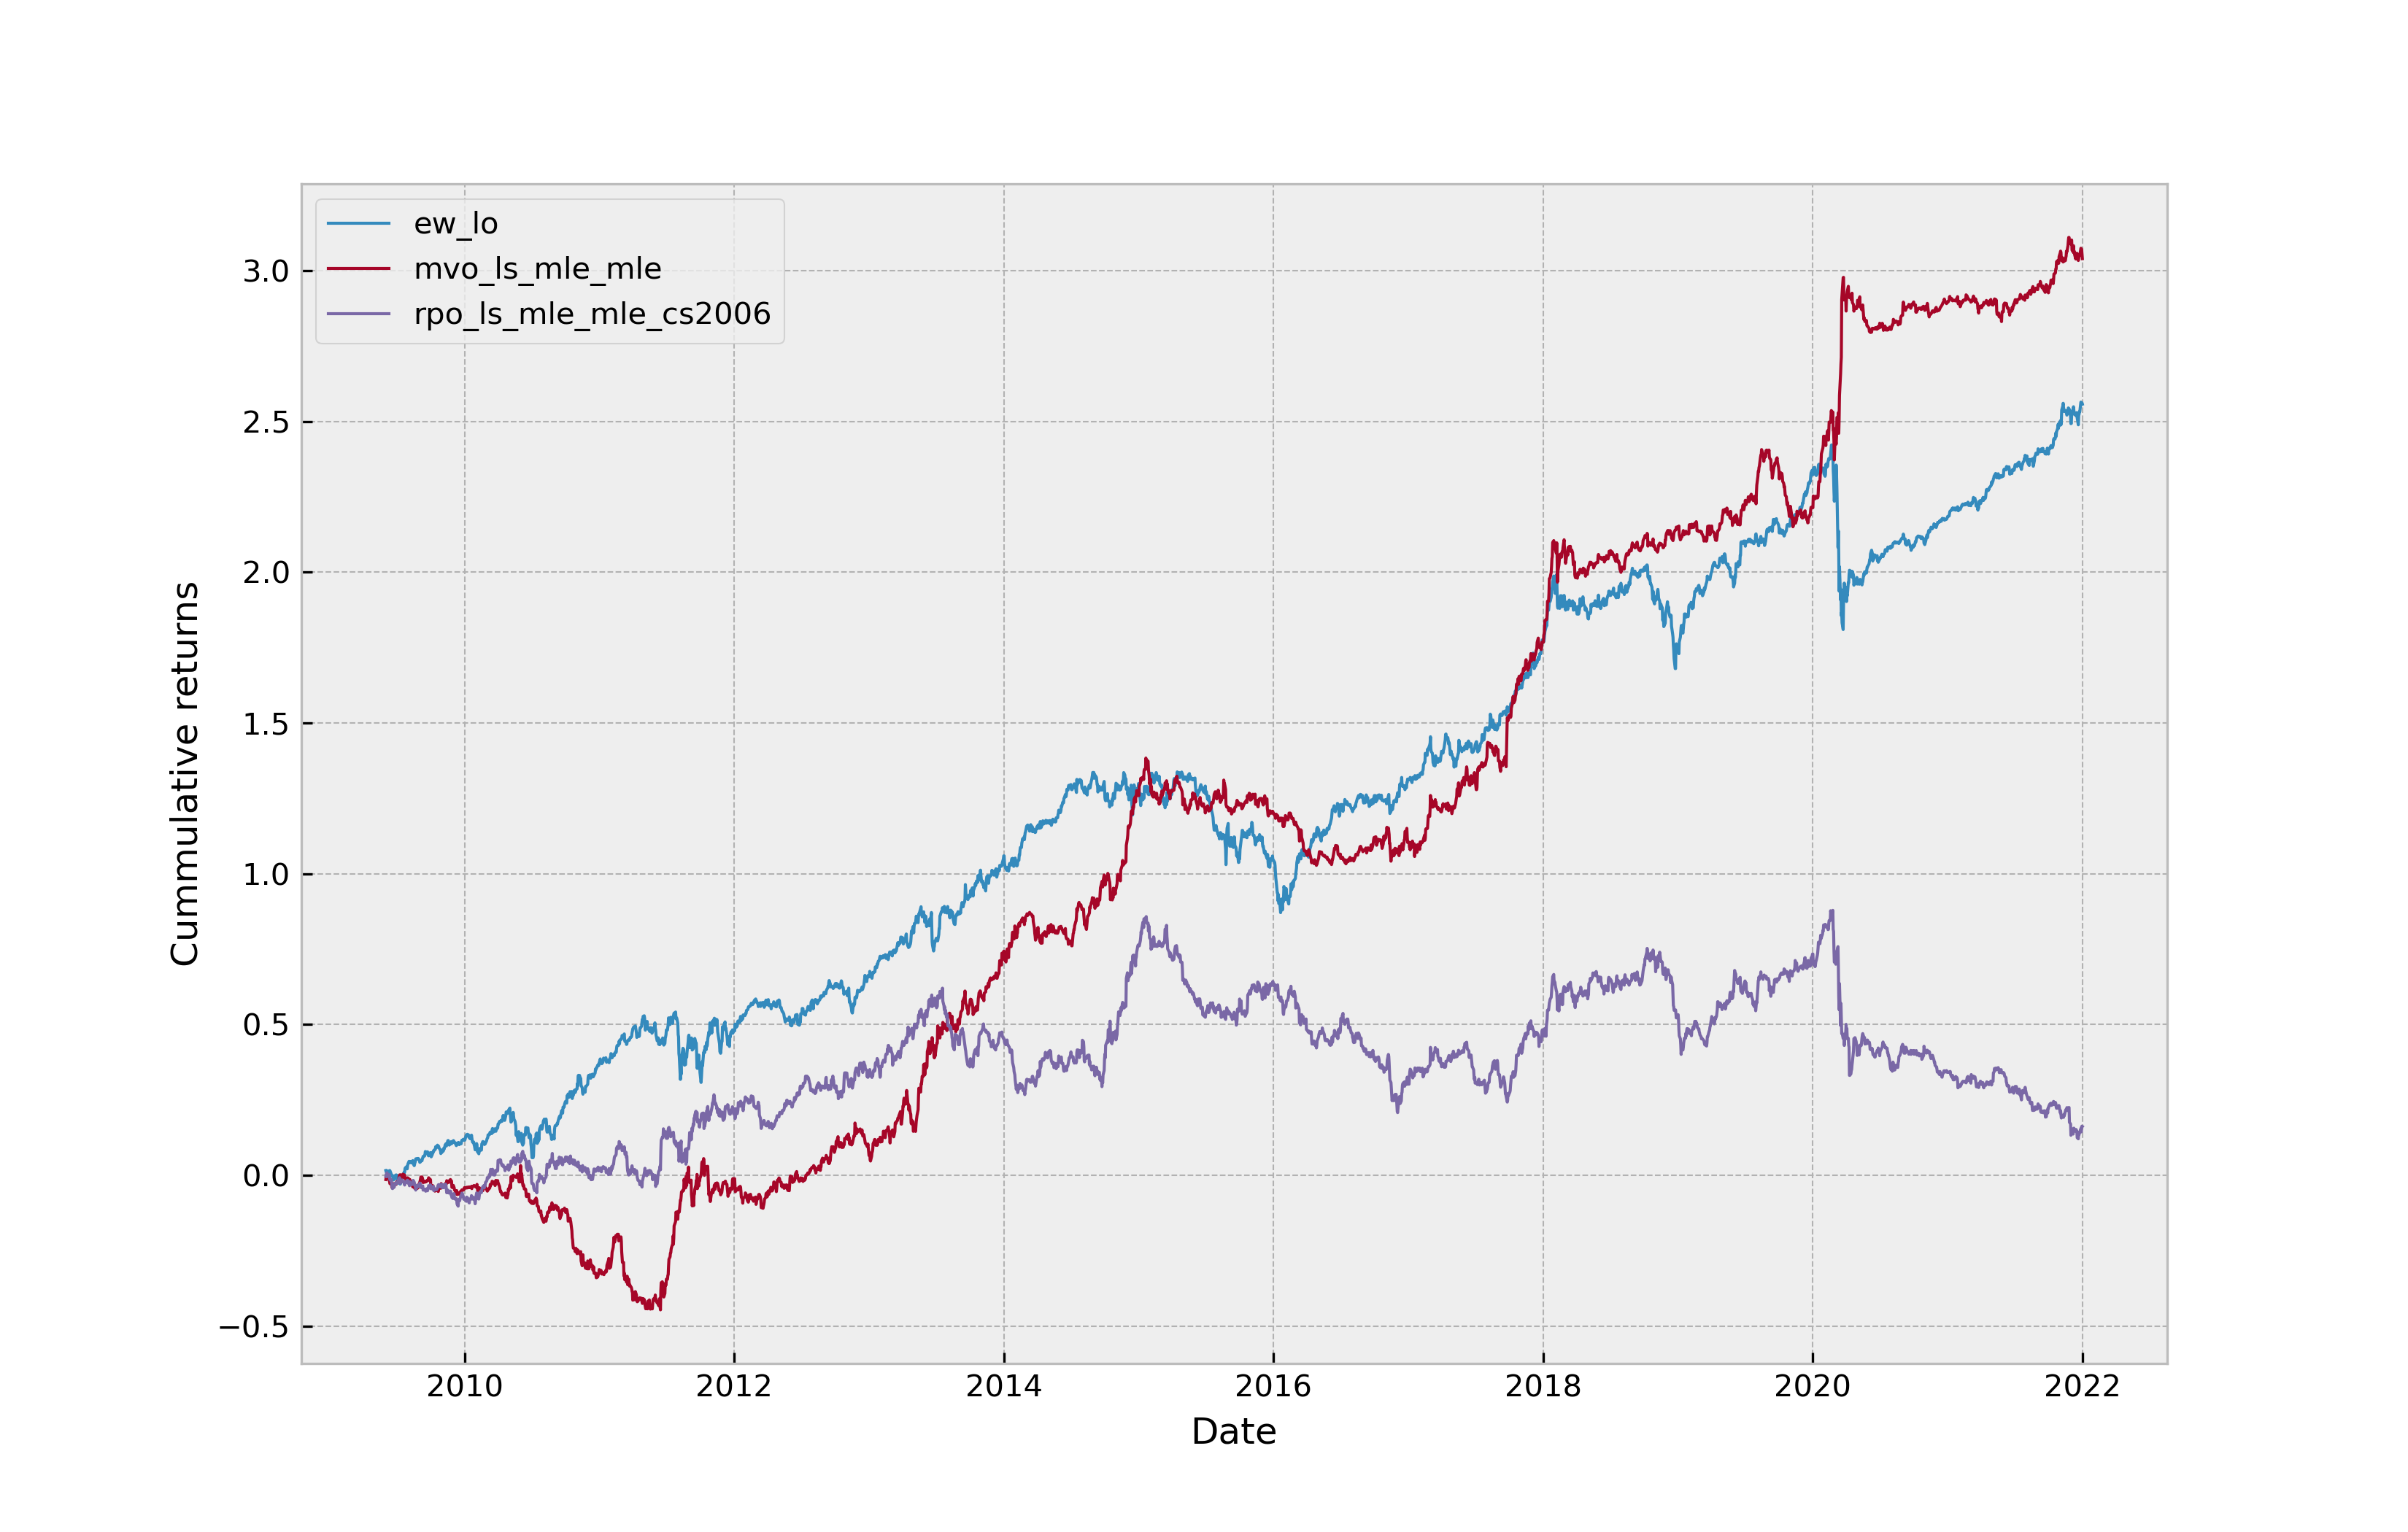 ew_lo
mvo_ls_mle_mle
rpo_ls_mle_mle_cs2006
3.0
2.5
2.0
1.5
1.0
0.5
0.0
−0.5
Cummulative returns
2010 2012 2014 2016 2018 2020 2022
Date